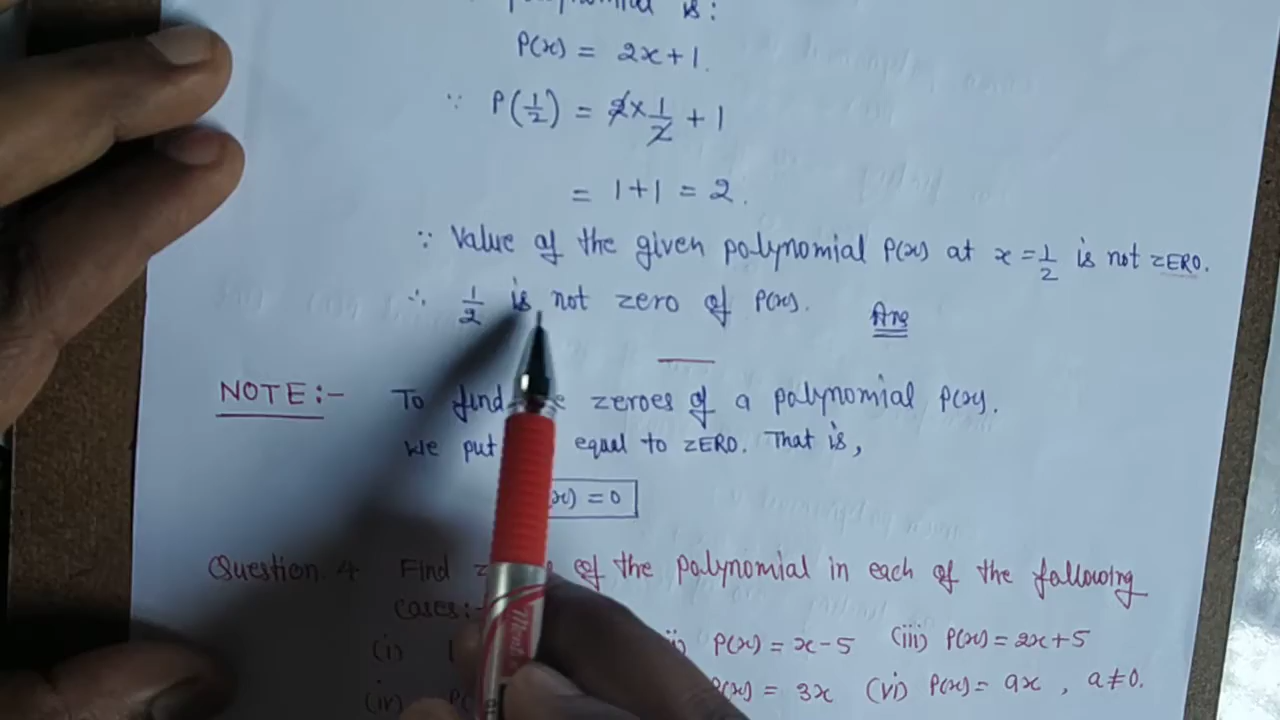 is:
P(x) = 2x+1.
∵ P(1/2) = 2×1/2 + 1
= 1+1 = 2.
∵ Value of the given polynomial P(x) at x=1/2 is not ZERO.
∴ 1/2 is not zero of P(x). Ans
NOTE:- To find zeroes of a polynomial P(x).
we put equal to ZERO. That is,
(x) = 0
Question 4 Find of the polynomial in each of the following
cases:-
(i) P(x) = x-5 (iii) P(x) = 2x+5
(iv) P(x) = 3x (vi) P(x) = ax, a≠0.